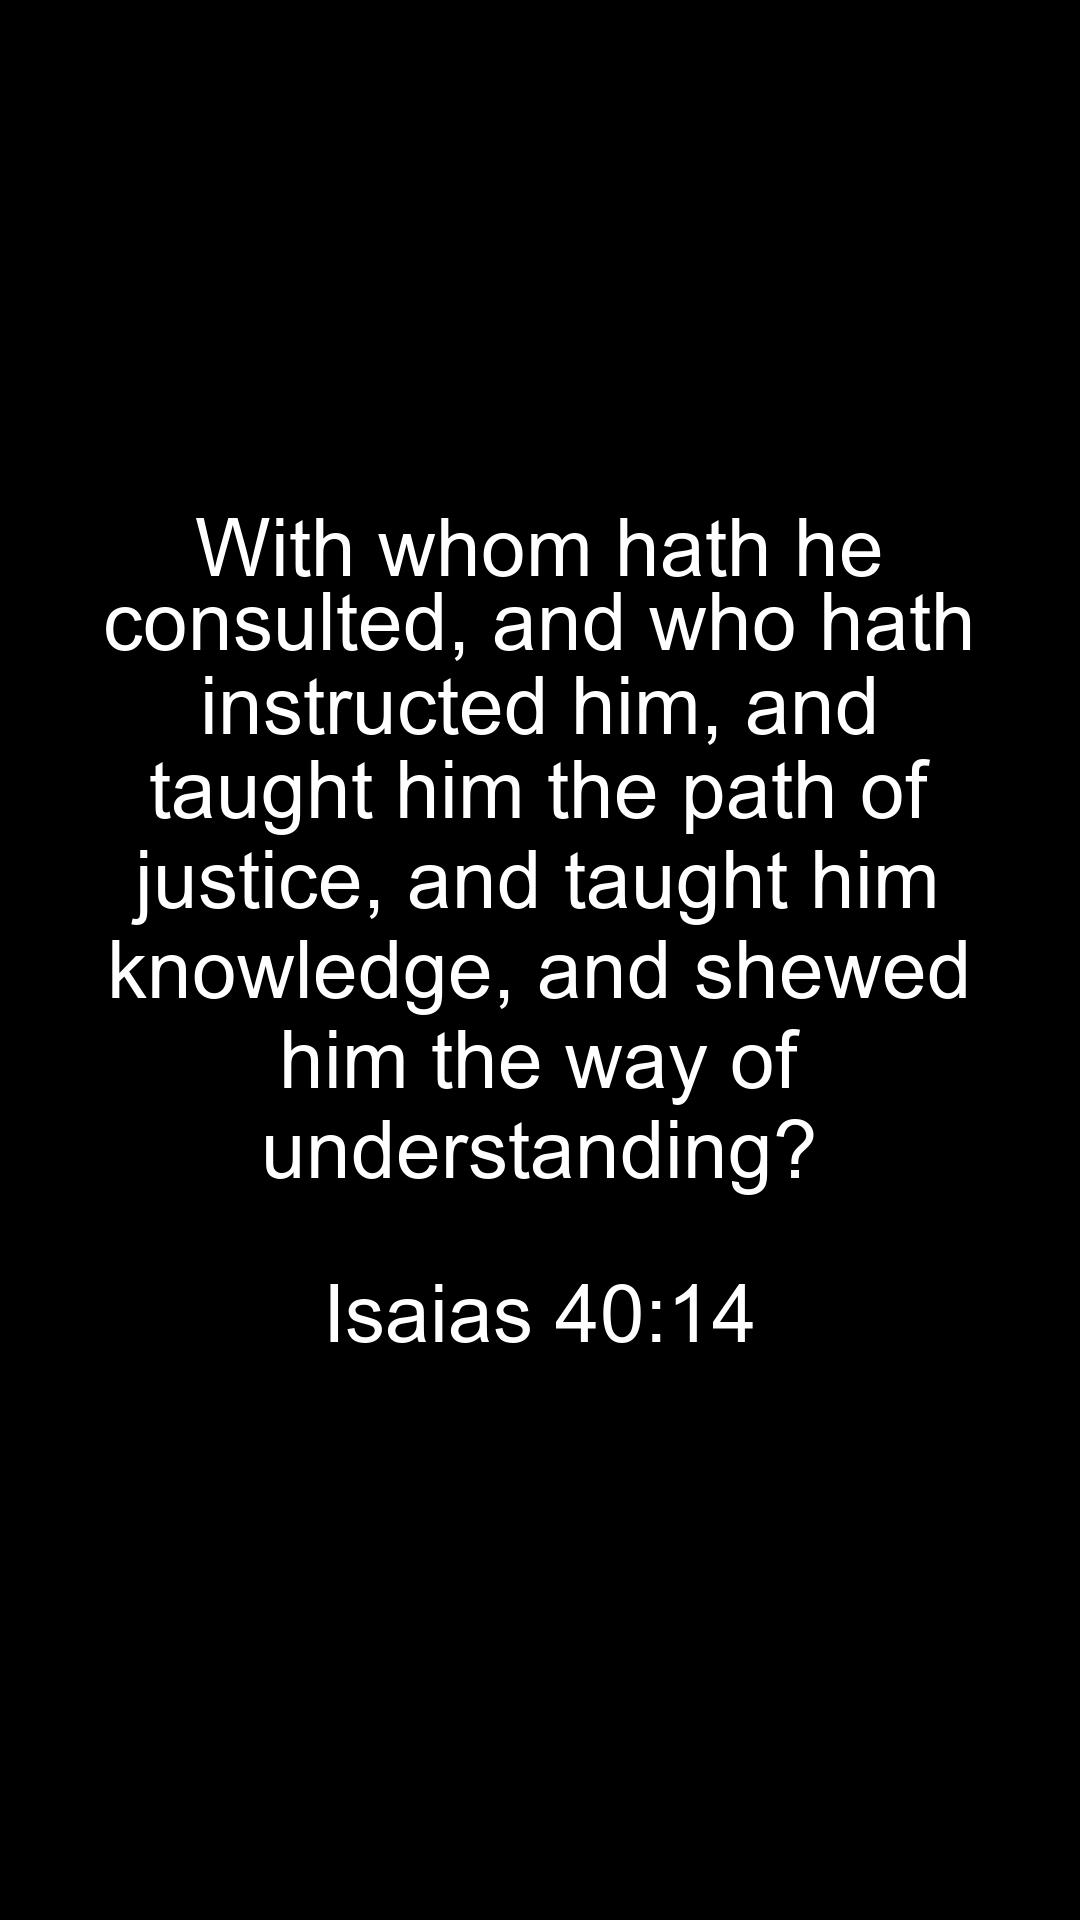 With whom hath he
consulted, and who hath
instructed him, and
taught him the path of
justice, and taught him
knowledge, and shewed
him the way of
understanding?
Isaias 40:14